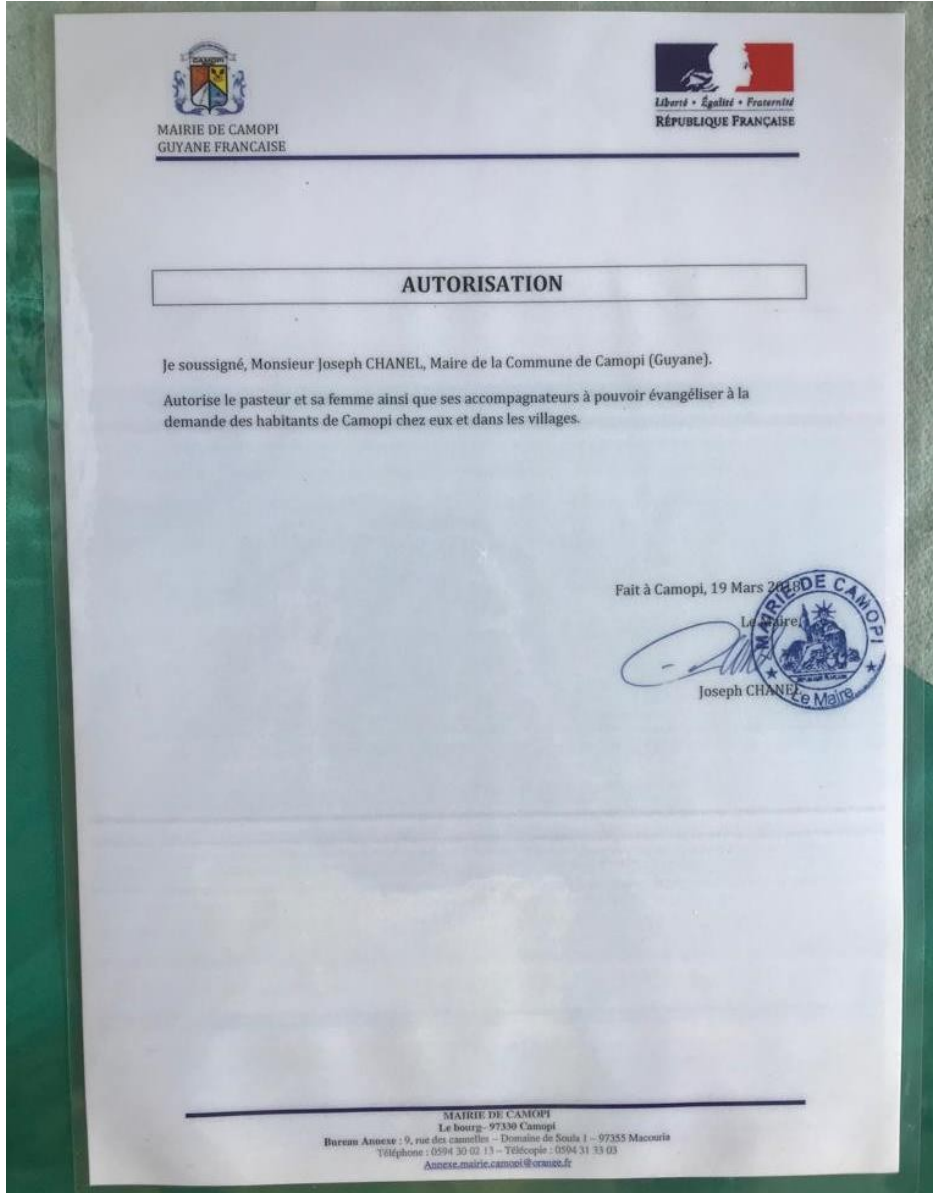 CAMOPI
MAIRIE DE CAMOPI
GUYANE FRANCAISE
Liberté • Égalité • Fraternité
RÉPUBLIQUE FRANÇAISE
AUTORISATION
Je soussigné, Monsieur Joseph CHANEL, Maire de la Commune de Camopi (Guyane).
Autorise le pasteur et sa femme ainsi que ses accompagnateurs à pouvoir évangéliser à la
demande des habitants de Camopi chez eux et dans les villages.
Fait à Camopi, 19 Mars 2018
Le Maire,
Joseph CHANEL
MAIRIE DE CAMOPI
Le Maire
MAIRIE DE CAMOPI
Le bourg– 97330 Camopi
Bureau Annexe : 9, rue des cannelles – Domaine de Soula 1 – 97355 Macouria
Téléphone : 0594 30 02 13 – Télécopie : 0594 31 33 03
Annexe.mairie.camopi@orange.fr